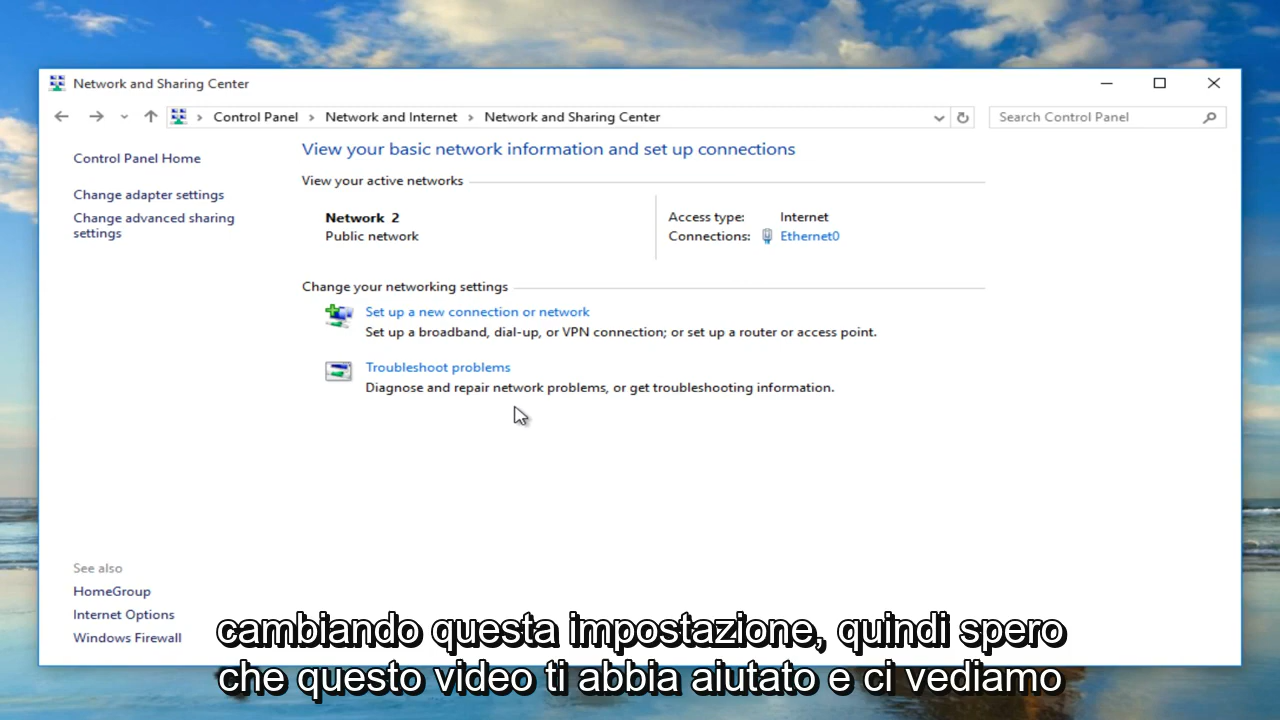 Network and Sharing Center
Control Panel > Network and Internet > Network and Sharing Center
Search Control Panel
Control Panel Home
Change adapter settings
Change advanced sharing
settings
View your basic network information and set up connections
View your active networks
Network 2
Public network
Access type: Internet
Connections: Ethernet0
Change your networking settings
Set up a new connection or network
Set up a broadband, dial-up, or VPN connection; or set up a router or access point.
Troubleshoot problems
Diagnose and repair network problems, or get troubleshooting information.
See also
HomeGroup
Internet Options
Windows Firewall
cambiando questa impostazione, quindi spero
che questo video ti abbia aiutato e ci vediamo